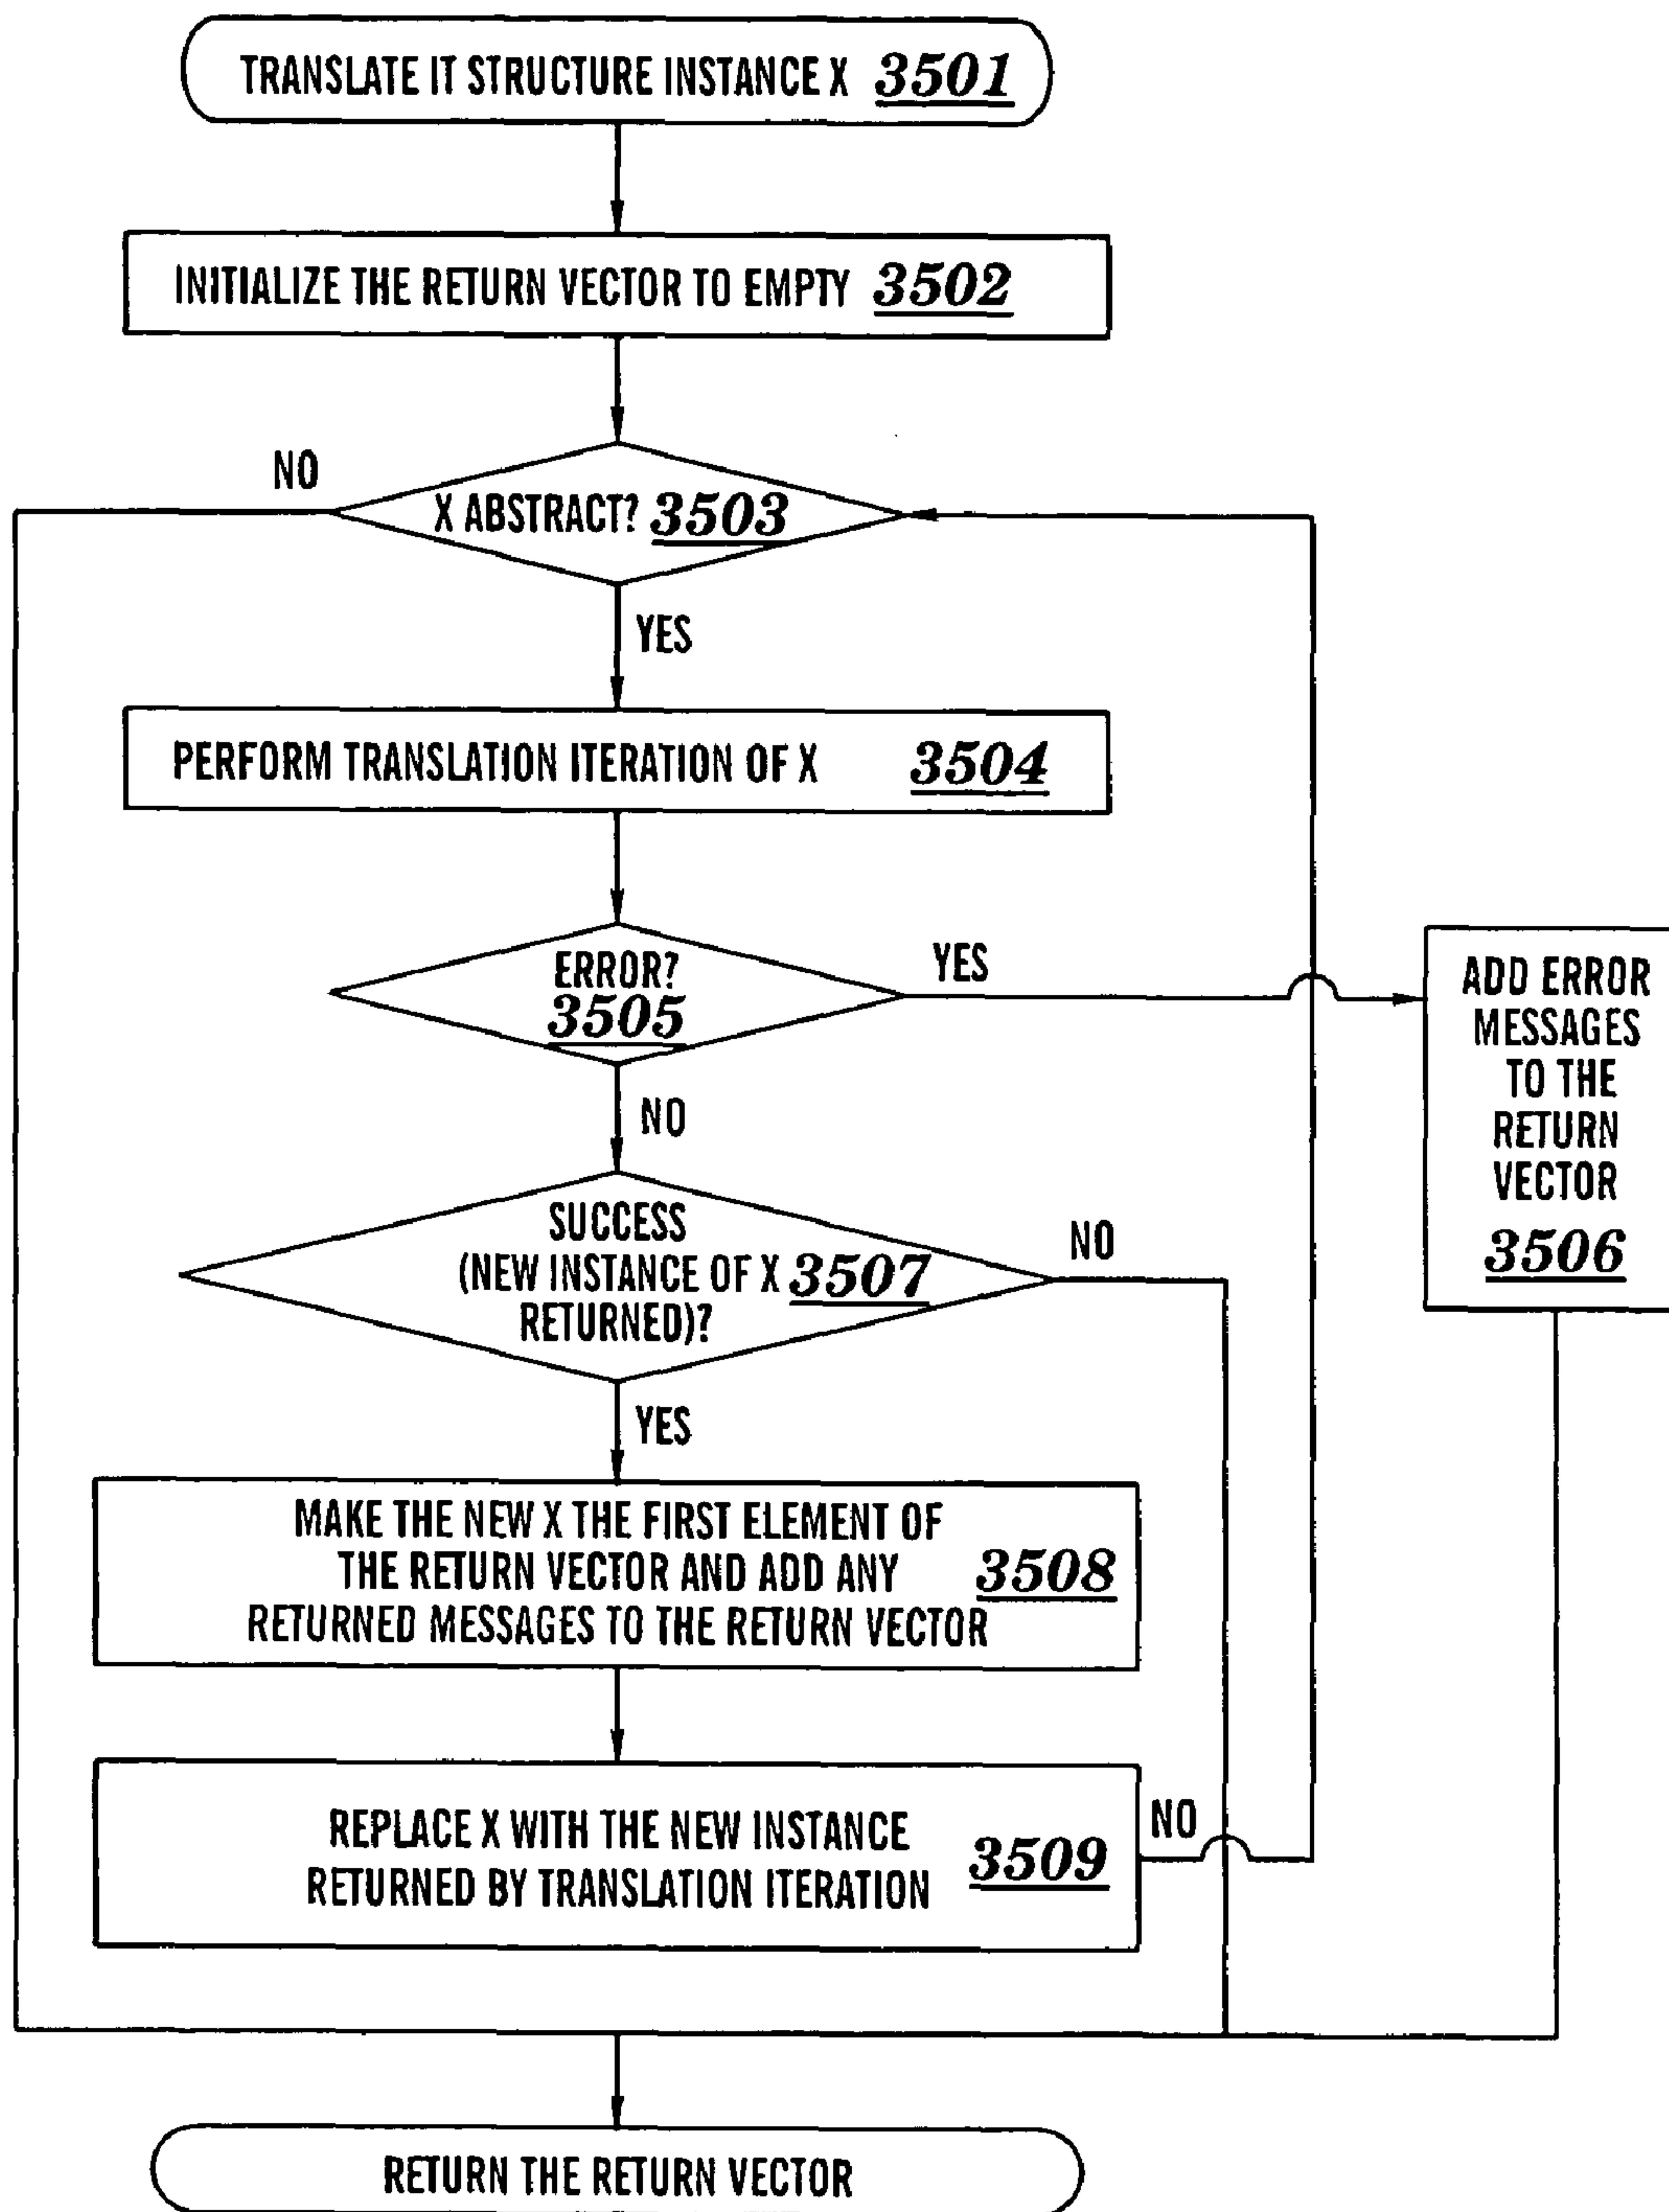 TRANSLATE IT STRUCTURE INSTANCE X 3501
INITIALIZE THE RETURN VECTOR TO EMPTY 3502
NO
X ABSTRACT? 3503
YES
PERFORM TRANSLATION ITERATION OF X 3504
ERROR?
3505
YES
ADD ERROR
MESSAGES
TO THE
RETURN
VECTOR
3506
NO
SUCCESS
(NEW INSTANCE OF X 3507
RETURNED)?
NO
YES
MAKE THE NEW X THE FIRST ELEMENT OF
THE RETURN VECTOR AND ADD ANY 3508
RETURNED MESSAGES TO THE RETURN VECTOR
REPLACE X WITH THE NEW INSTANCE
RETURNED BY TRANSLATION ITERATION 3509
NO
RETURN THE RETURN VECTOR